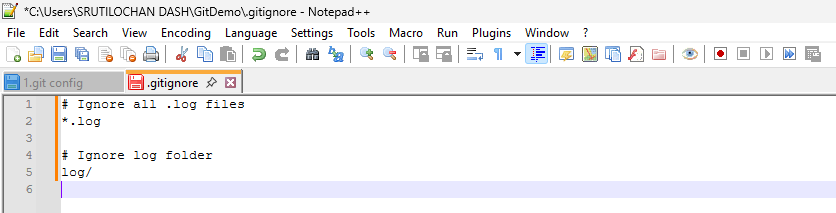 *C:\Users\SRUTILOCHAN DASH\GitDemo\.gitignore - Notepad++
File Edit Search View Encoding Language Settings Tools Macro Run Plugins Window ?
1.git config .gitignore
1 # Ignore all .log files
2 *.log
3
4 # Ignore log folder
5 log/
6